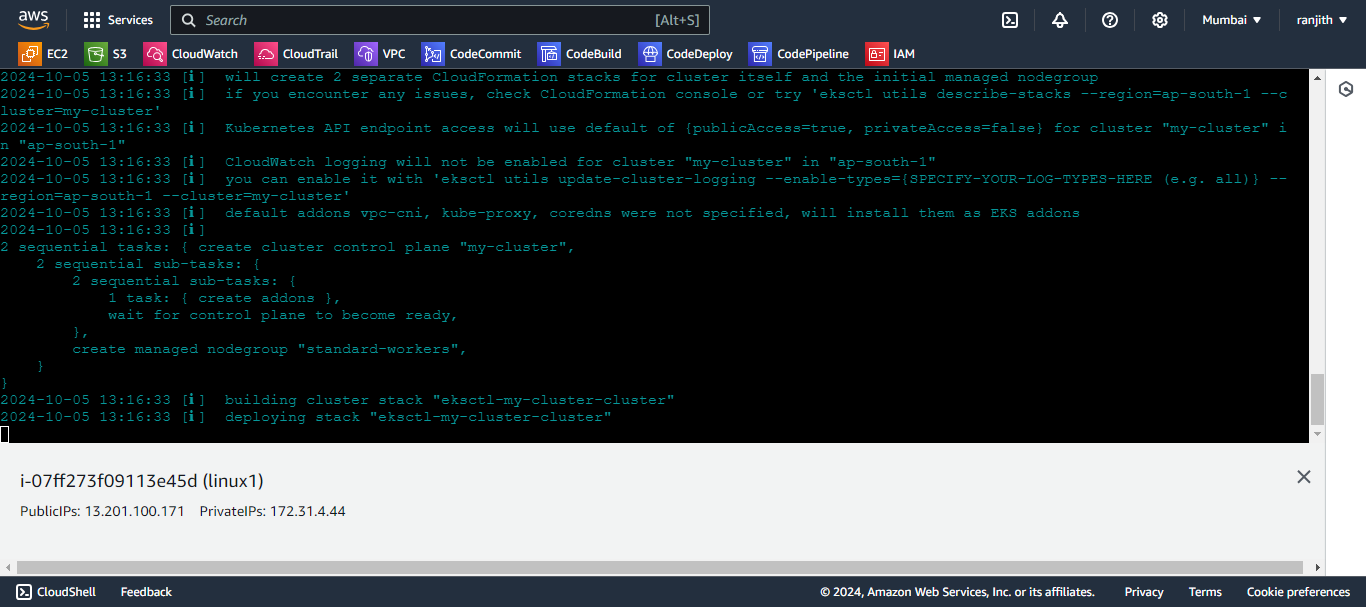 aws Services Search [Alt+S] Mumbai ▼ ranjith ▼
EC2 S3 CloudWatch CloudTrail VPC CodeCommit CodeBuild CodeDeploy CodePipeline IAM
2024-10-05 13:16:33 [ℹ]  will create 2 separate CloudFormation stacks for cluster itself and the initial managed nodegroup
2024-10-05 13:16:33 [ℹ]  if you encounter any issues, check CloudFormation console or try 'eksctl utils describe-stacks --region=ap-south-1 --c
luster=my-cluster'
2024-10-05 13:16:33 [ℹ]  Kubernetes API endpoint access will use default of {publicAccess=true, privateAccess=false} for cluster "my-cluster" i
n "ap-south-1"
2024-10-05 13:16:33 [ℹ]  CloudWatch logging will not be enabled for cluster "my-cluster" in "ap-south-1"
2024-10-05 13:16:33 [ℹ]  you can enable it with 'eksctl utils update-cluster-logging --enable-types={SPECIFY-YOUR-LOG-TYPES-HERE (e.g. all)} --
region=ap-south-1 --cluster=my-cluster'
2024-10-05 13:16:33 [ℹ]  default addons vpc-cni, kube-proxy, coredns were not specified, will install them as EKS addons
2024-10-05 13:16:33 [ℹ]
2 sequential tasks: { create cluster control plane "my-cluster",
    2 sequential sub-tasks: {
        2 sequential sub-tasks: {
            1 task: { create addons },
            wait for control plane to become ready,
        },
        create managed nodegroup "standard-workers",
    }
}
2024-10-05 13:16:33 [ℹ]  building cluster stack "eksctl-my-cluster-cluster"
2024-10-05 13:16:33 [ℹ]  deploying stack "eksctl-my-cluster-cluster"
i-07ff273f09113e45d (linux1)
PublicIPs: 13.201.100.171 PrivateIPs: 172.31.4.44
CloudShell Feedback © 2024, Amazon Web Services, Inc. or its affiliates. Privacy Terms Cookie preferences